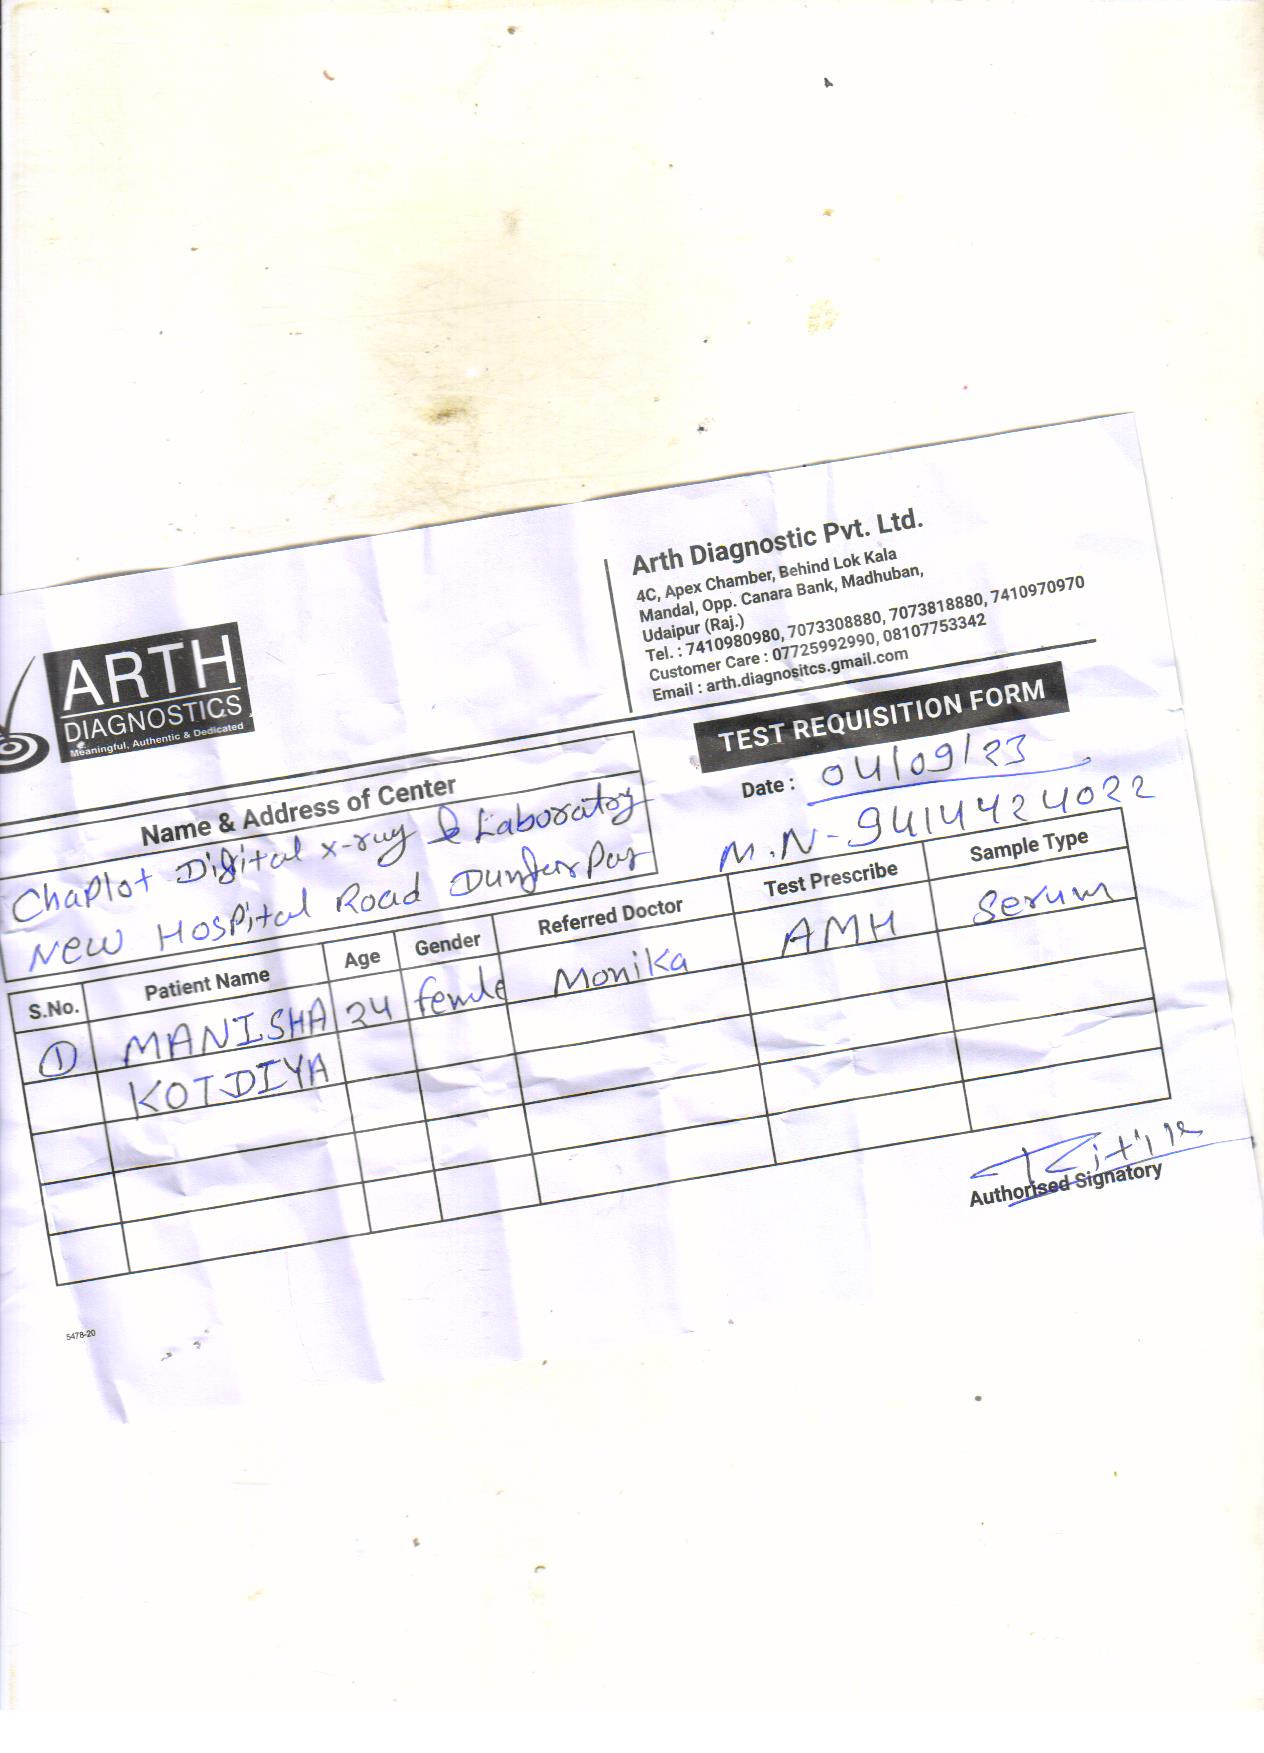 ARTH
DIAGNOSTICS
Meaningful, Authentic & Dedicated
Arth Diagnostic Pvt. Ltd.
4C, Apex Chamber, Behind Lok Kala
Mandal, Opp. Canara Bank, Madhuban,
Udaipur (Raj.)
Tel. : 7410980980, 7073308880, 7073818880, 7410970970
Customer Care : 07725992990, 08107753342
Email : arth.diagnositcs.gmail.com
TEST REQUISITION FORM
Name & Address of Center
Chaplot Digital x-ray & Laboratry
New Hospital Road Dungerpur
Date : 04/09/23
M.N- 9414424022
S.No. Patient Name Age Gender Referred Doctor Test Prescribe Sample Type
1 MANISHA 34 female Monika AMH Serum
KOTDIYA
Authorised Signatory
5478-20